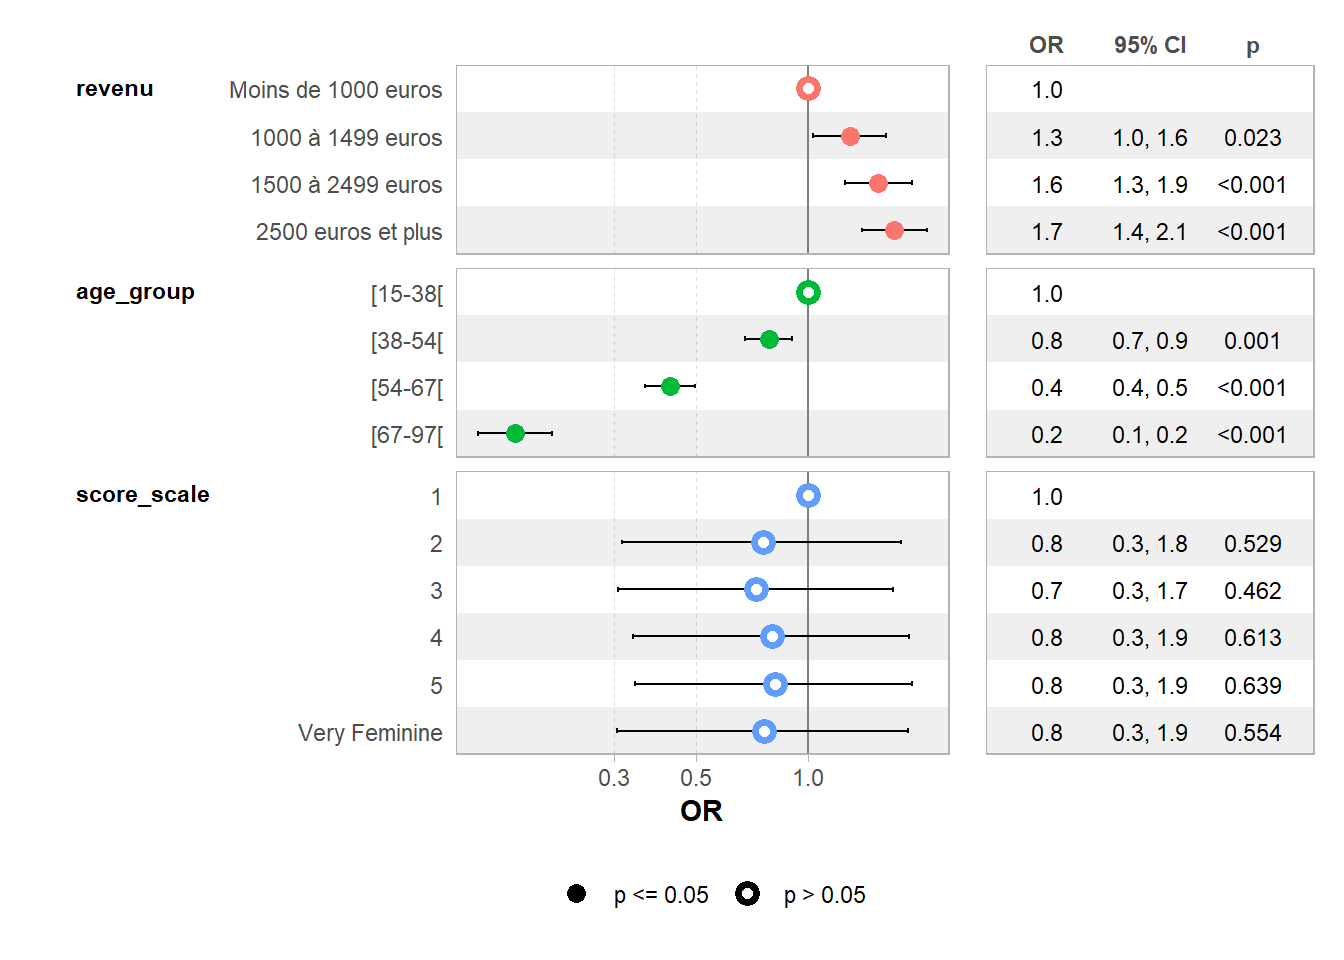 OR 95% CI p
revenu Moins de 1000 euros 1.0
1000 à 1499 euros 1.3 1.0, 1.6 0.023
1500 à 2499 euros 1.6 1.3, 1.9 <0.001
2500 euros et plus 1.7 1.4, 2.1 <0.001
age_group [15-38[ 1.0
[38-54[ 0.8 0.7, 0.9 0.001
[54-67[ 0.4 0.4, 0.5 <0.001
[67-97[ 0.2 0.1, 0.2 <0.001
score_scale 1 1.0
2 0.8 0.3, 1.8 0.529
3 0.7 0.3, 1.7 0.462
4 0.8 0.3, 1.9 0.613
5 0.8 0.3, 1.9 0.639
Very Feminine 0.8 0.3, 1.9 0.554
0.3 0.5 1.0
OR
p <= 0.05 p > 0.05